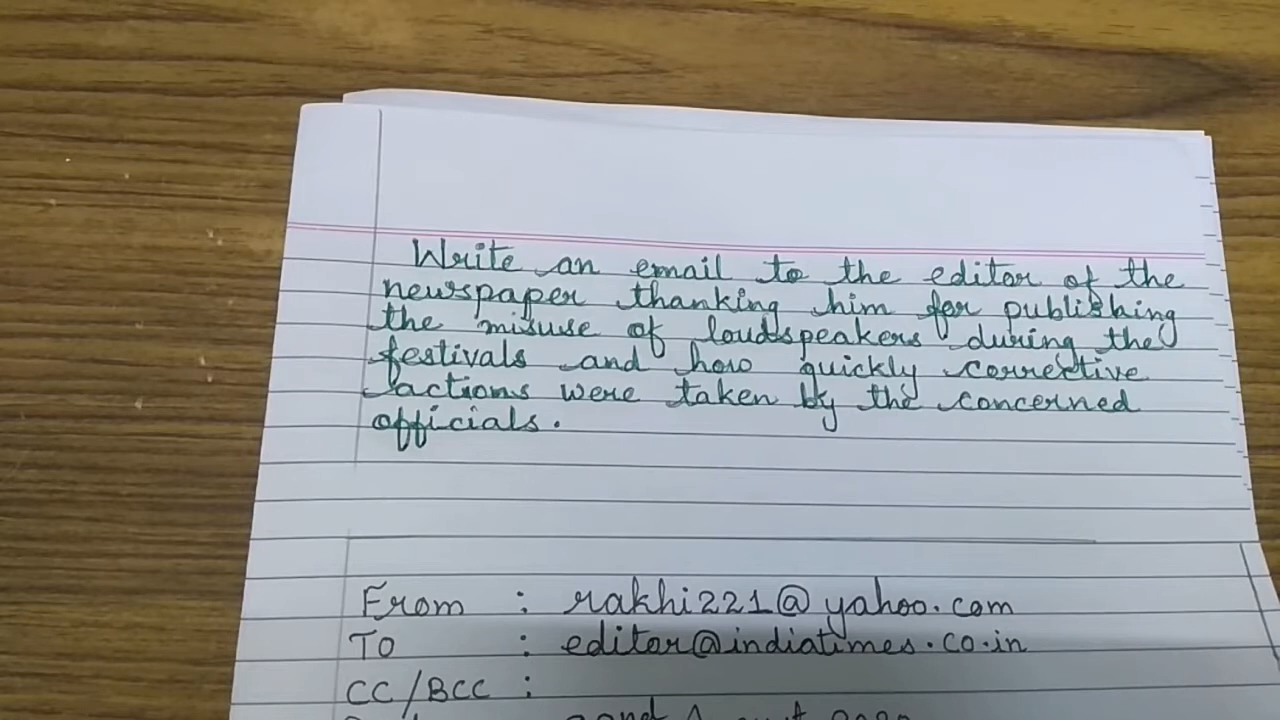 Write an email to the editor of the
newspaper thanking him for publishing
the misuse of loudspeakers during the
festivals and how quickly corrective
actions were taken by the concerned
officials.
From : rakhi221@yahoo.com
TO : editor@indiatimes.co.in
CC/BCC :